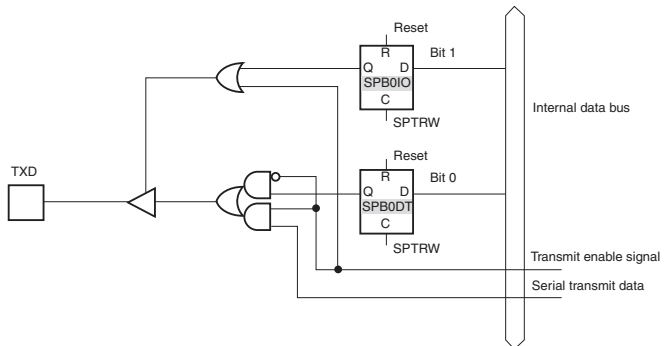 Reset
R
Bit 1
Q
D
SPB0IO
C
Internal data bus
SPTRW
Reset
TXD
R
Bit 0
Q
D
SPB0DT
C
SPTRW
Transmit enable signal
Serial transmit data